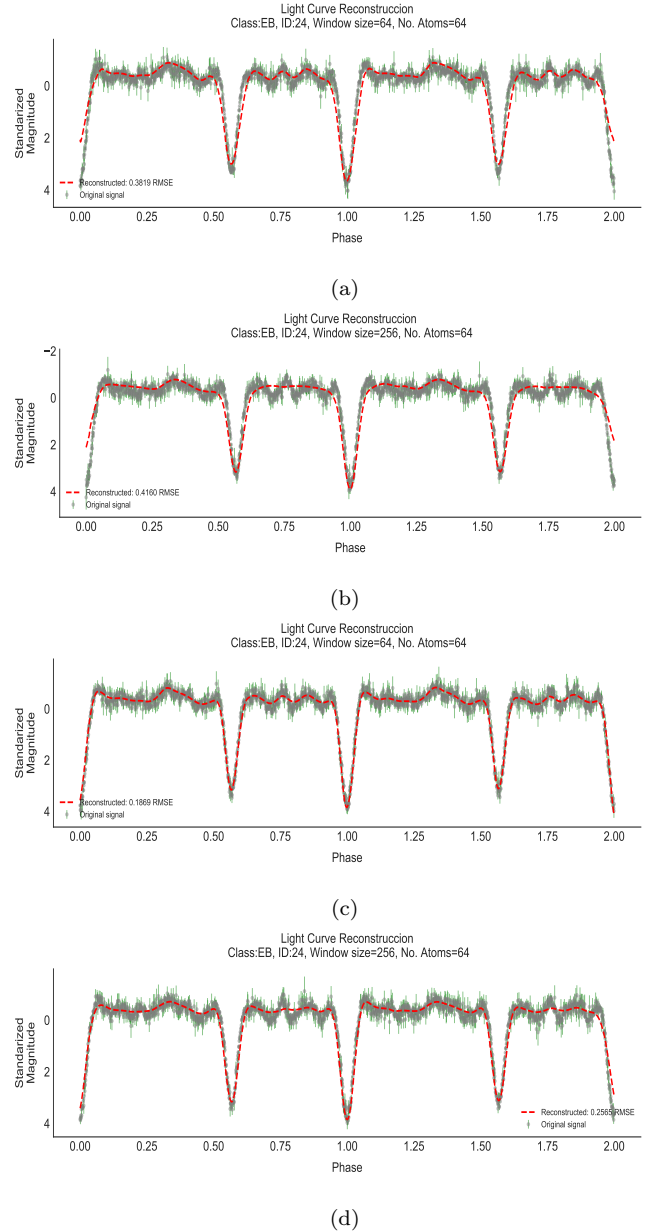 Light Curve Reconstruccion
Class:EB, ID:24, Window size=64, No. Atoms=64
Standarized
Magnitude
0
2
4
Reconstructed: 0.3819 RMSE
Original signal
0.00 0.25 0.50 0.75 1.00 1.25 1.50 1.75 2.00
Phase
(a)
Light Curve Reconstruccion
Class:EB, ID:24, Window size=256, No. Atoms=64
Standarized
Magnitude
−2
0
2
4
Reconstructed: 0.4160 RMSE
Original signal
0.00 0.25 0.50 0.75 1.00 1.25 1.50 1.75 2.00
Phase
(b)
Light Curve Reconstruccion
Class:EB, ID:24, Window size=64, No. Atoms=64
Standarized
Magnitude
0
2
4
Reconstructed: 0.1869 RMSE
Original signal
0.00 0.25 0.50 0.75 1.00 1.25 1.50 1.75 2.00
Phase
(c)
Light Curve Reconstruccion
Class:EB, ID:24, Window size=256, No. Atoms=64
Standarized
Magnitude
0
2
4
Reconstructed: 0.2565 RMSE
Original signal
0.00 0.25 0.50 0.75 1.00 1.25 1.50 1.75 2.00
Phase
(d)